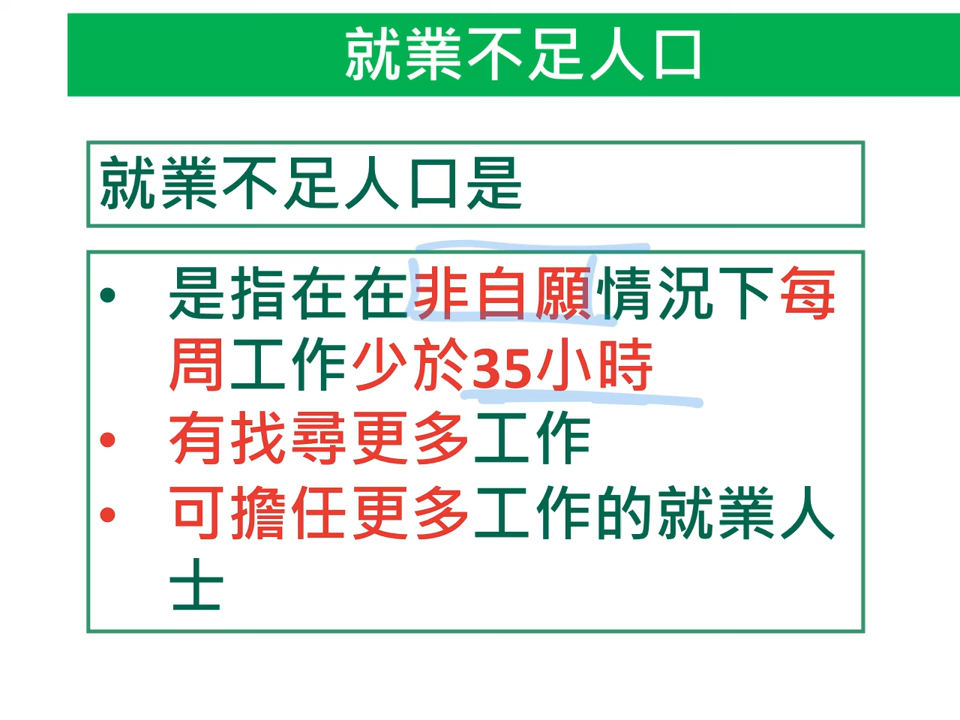 就業不足人口
就業不足人口是
• 是指在在非自願情況下每
周工作少於35小時
• 有找尋更多工作
• 可擔任更多工作的就業人
士